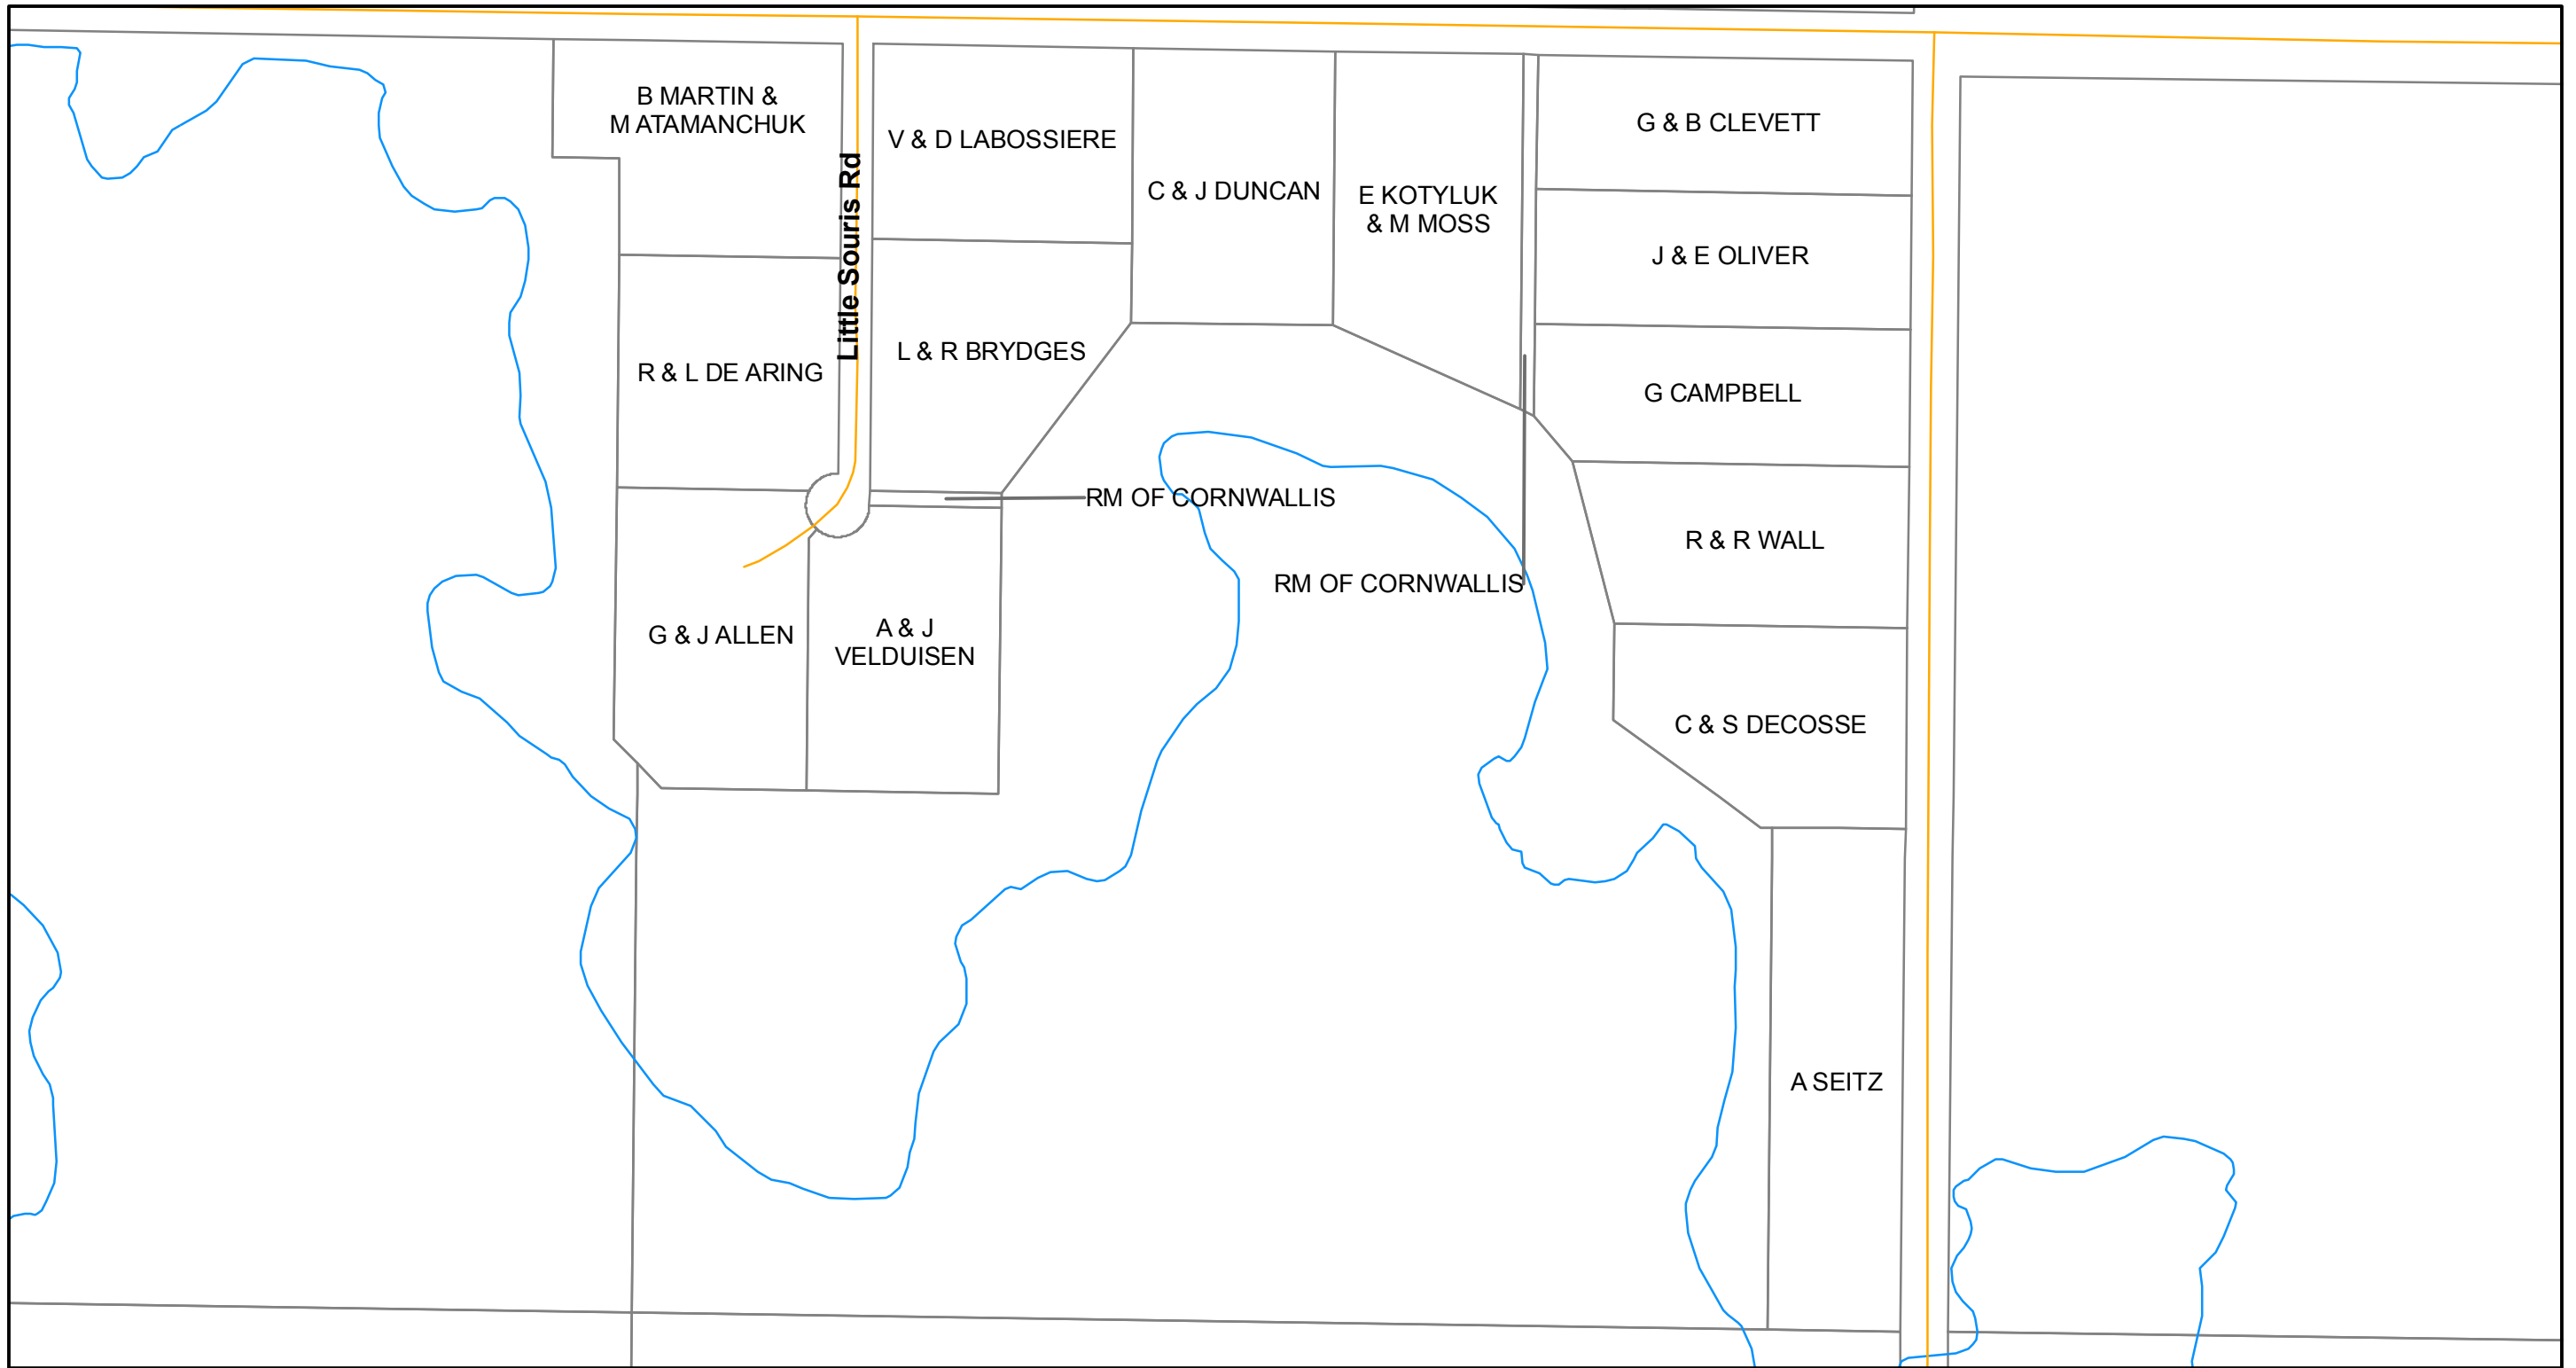 B MARTIN &
M ATAMANCHUK
V & D LABOSSIERE
C & J DUNCAN
E KOTYLUK
& M MOSS
G & B CLEVETT
J & E OLIVER
Little Souris Rd
R & L DE ARING
L & R BRYDGES
G CAMPBELL
RM OF CORNWALLIS
R & R WALL
RM OF CORNWALLIS
G & J ALLEN
A & J
VELDUISEN
C & S DECOSSE
A SEITZ